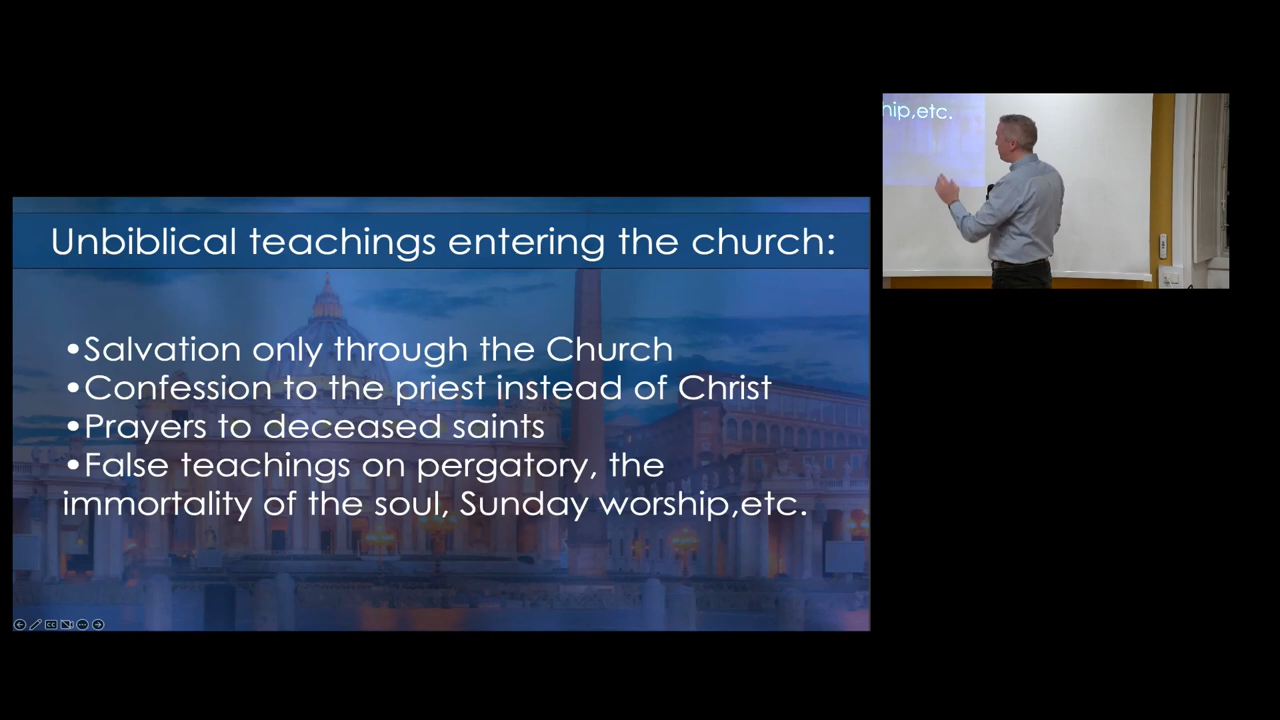 Unbiblical teachings entering the church:
•Salvation only through the Church
•Confession to the priest instead of Christ
•Prayers to deceased saints
•False teachings on pergatory, the
immortality of the soul, Sunday worship,etc.
hip,etc.